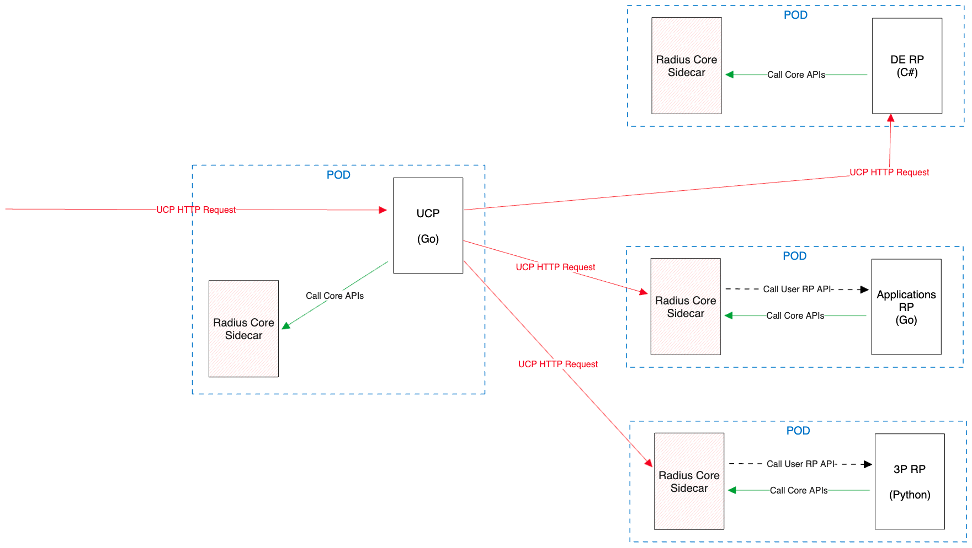 POD
Radius Core
Sidecar
Call Core APIs
DE RP
(C#)
UCP HTTP Request
POD
UCP HTTP Request
UCP
(Go)
Call Core APIs
Radius Core
Sidecar
UCP HTTP Request
UCP HTTP Request
POD
Radius Core
Sidecar
Call User RP API-
Call Core APIs
Applications
RP
(Go)
POD
Radius Core
Sidecar
Call User RP API-
Call Core APIs
3P RP
(Python)